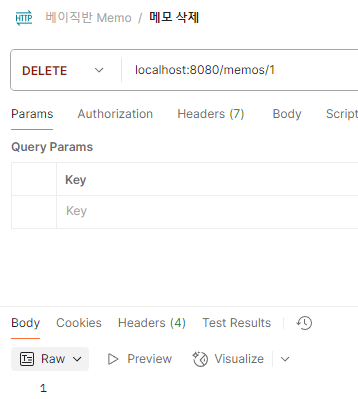 HTTP 베이직반 Memo / 메모 삭제
DELETE localhost:8080/memos/1
Params Authorization Headers (7) Body Script
Query Params
Key
Key
Body Cookies Headers (4) Test Results
Raw Preview Visualize
1